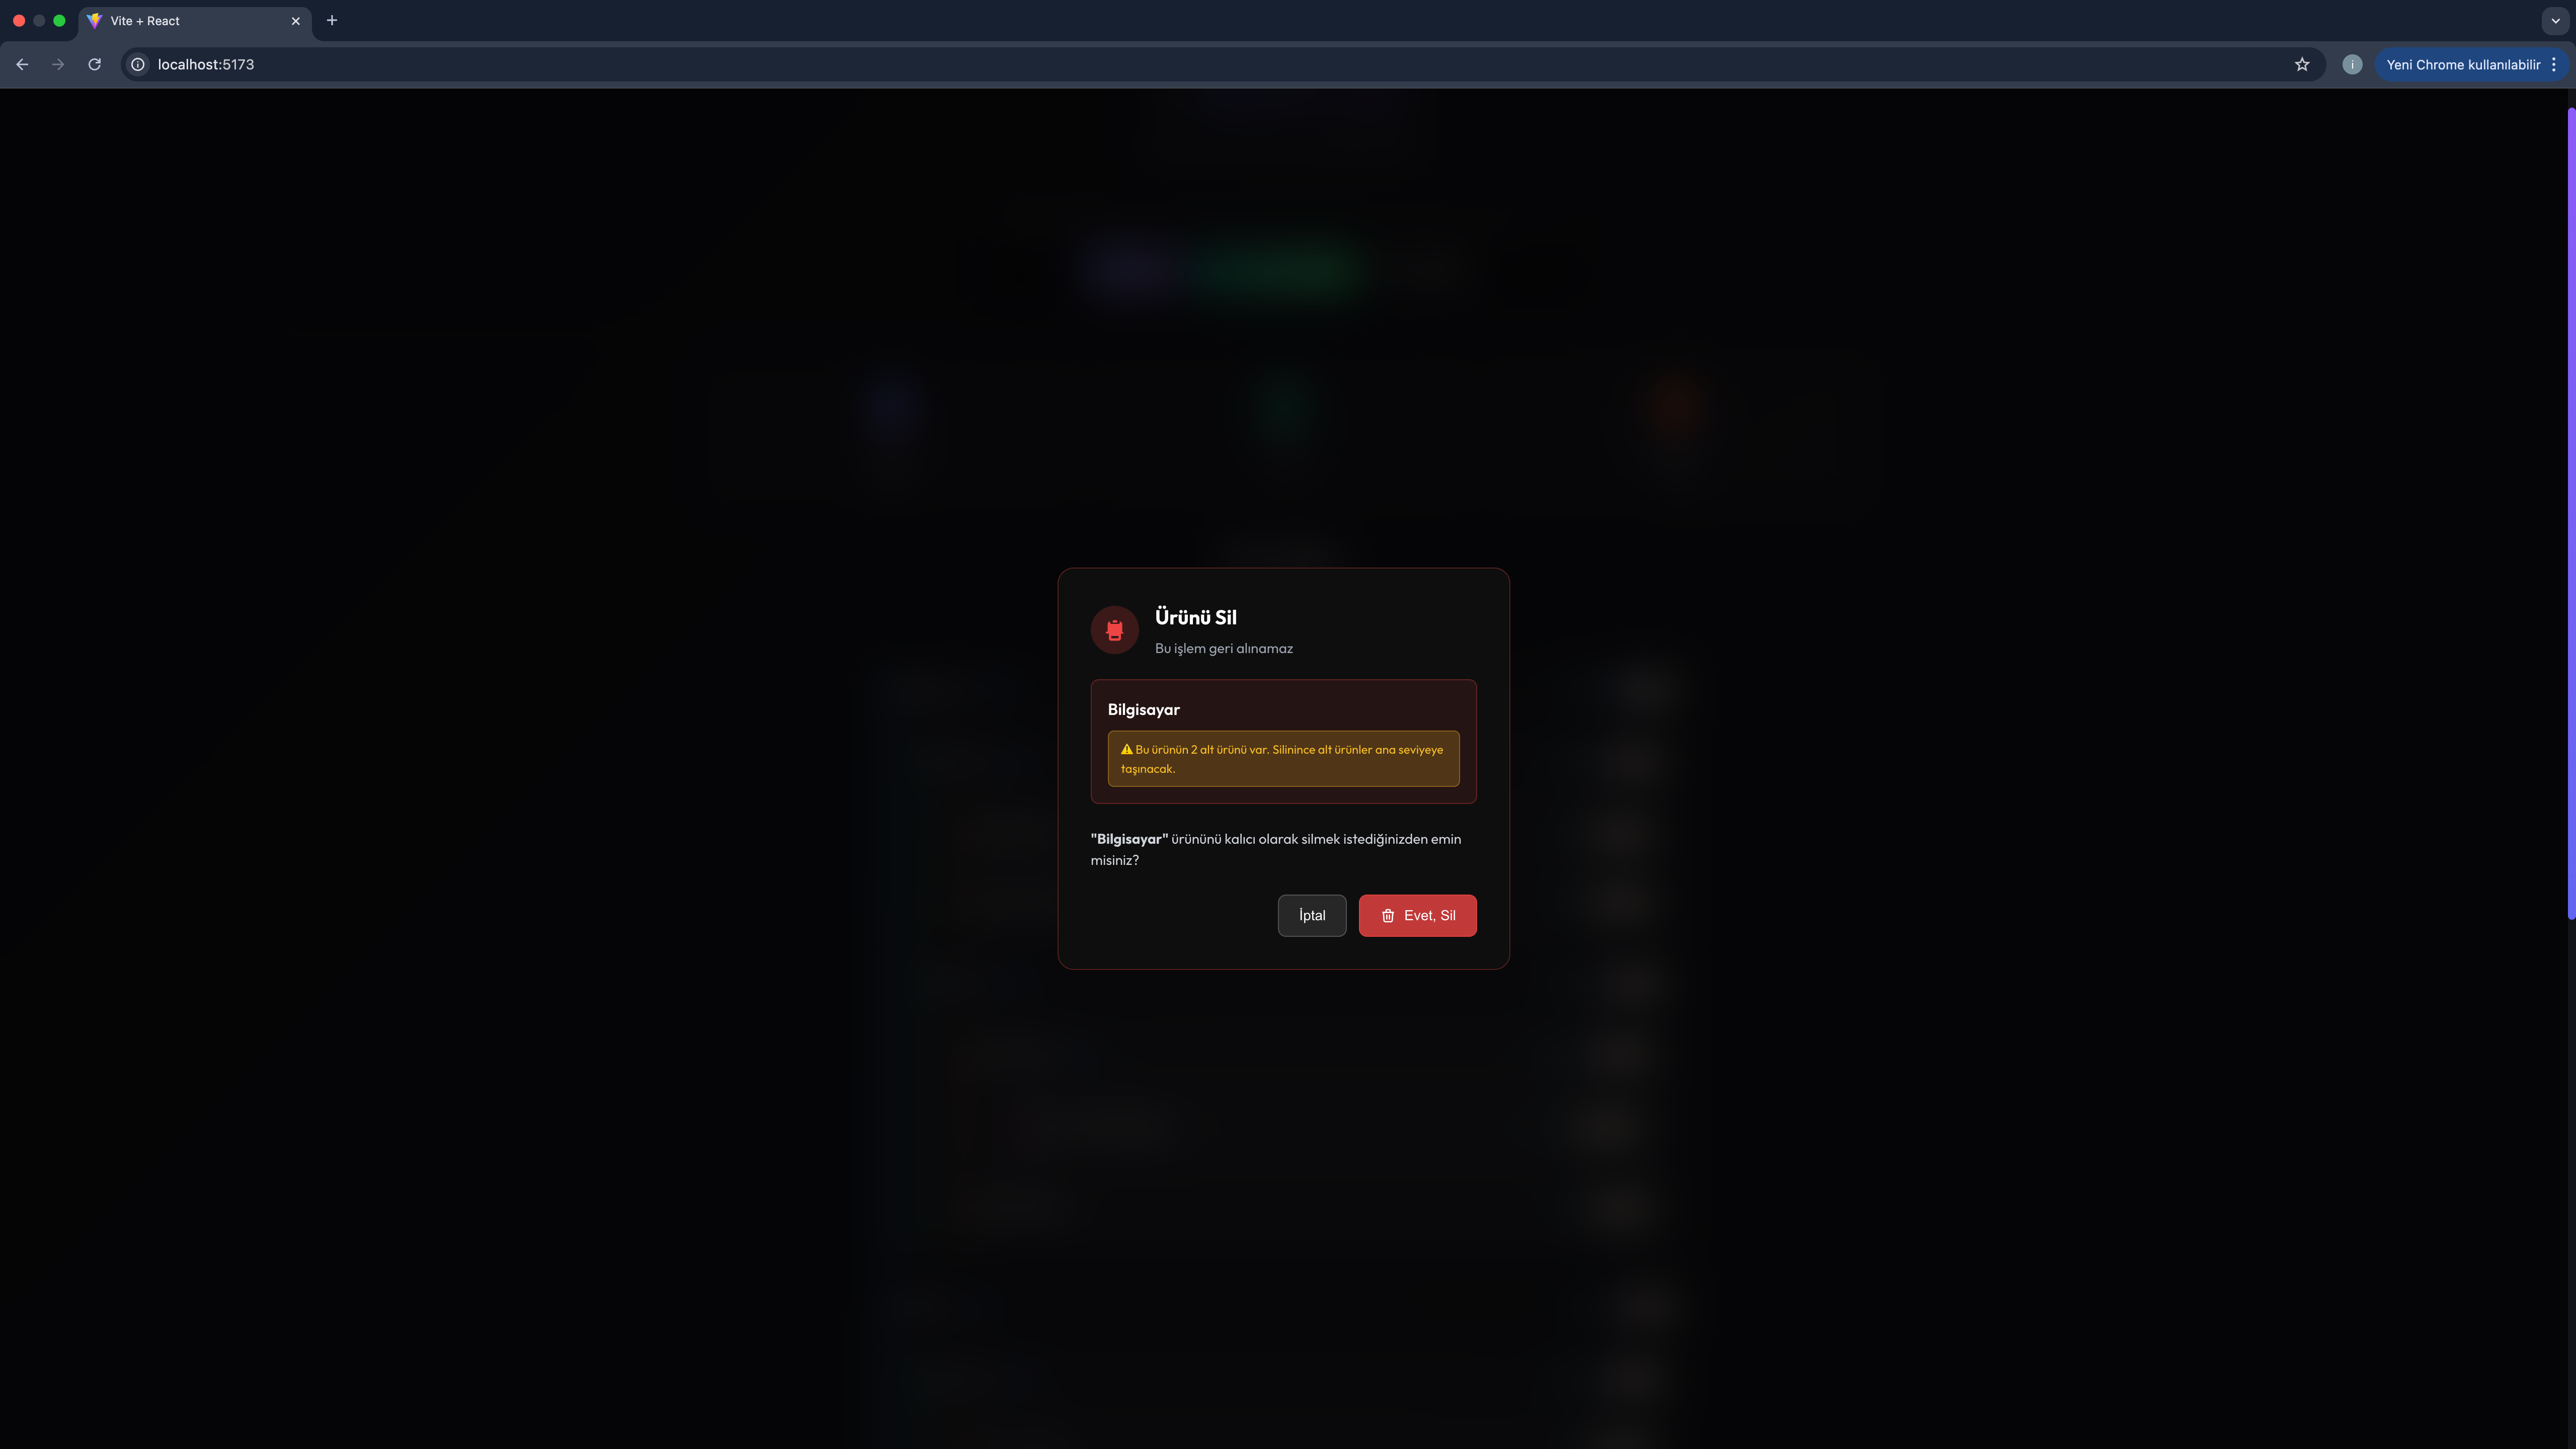 Vite + React
localhost:5173
Yeni Chrome kullanılabilir
Ürünü Sil
Bu işlem geri alınamaz
Bilgisayar
⚠ Bu ürünün 2 alt ürünü var. Silinince alt ürünler ana seviyeye
taşınacak.
"Bilgisayar" ürününü kalıcı olarak silmek istediğinizden emin
misiniz?
İptal
Evet, Sil